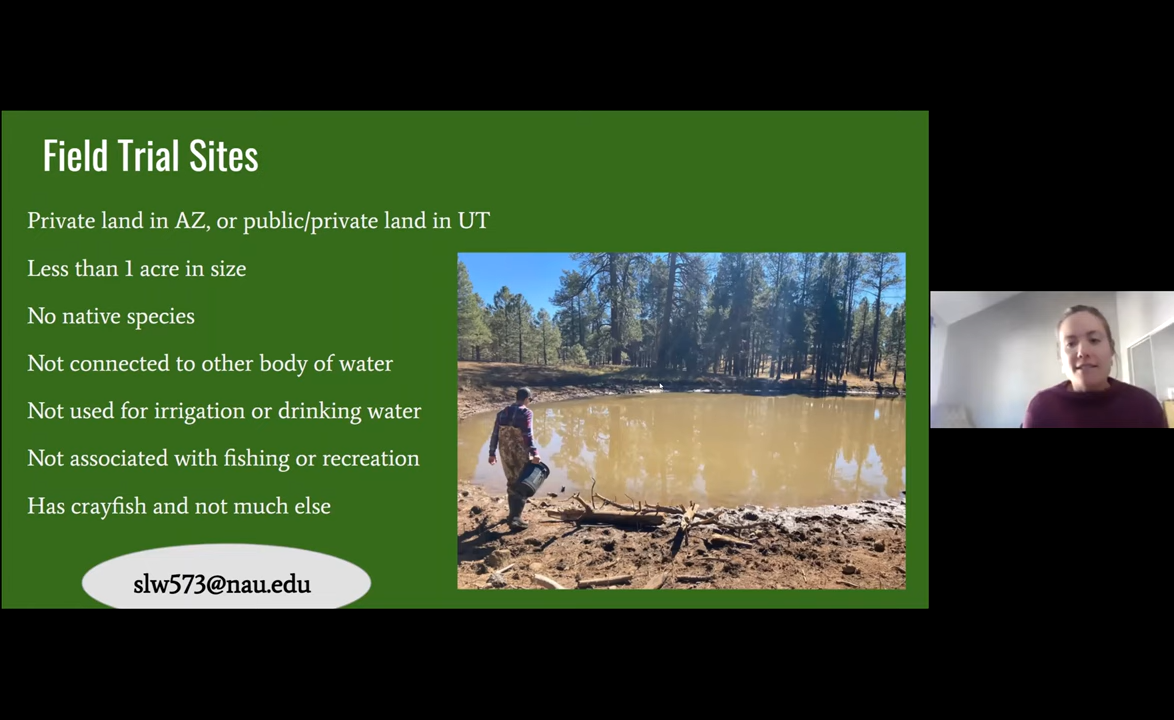 Field Trial Sites
Private land in AZ, or public/private land in UT
Less than 1 acre in size
No native species
Not connected to other body of water
Not used for irrigation or drinking water
Not associated with fishing or recreation
Has crayfish and not much else
slw573@nau.edu